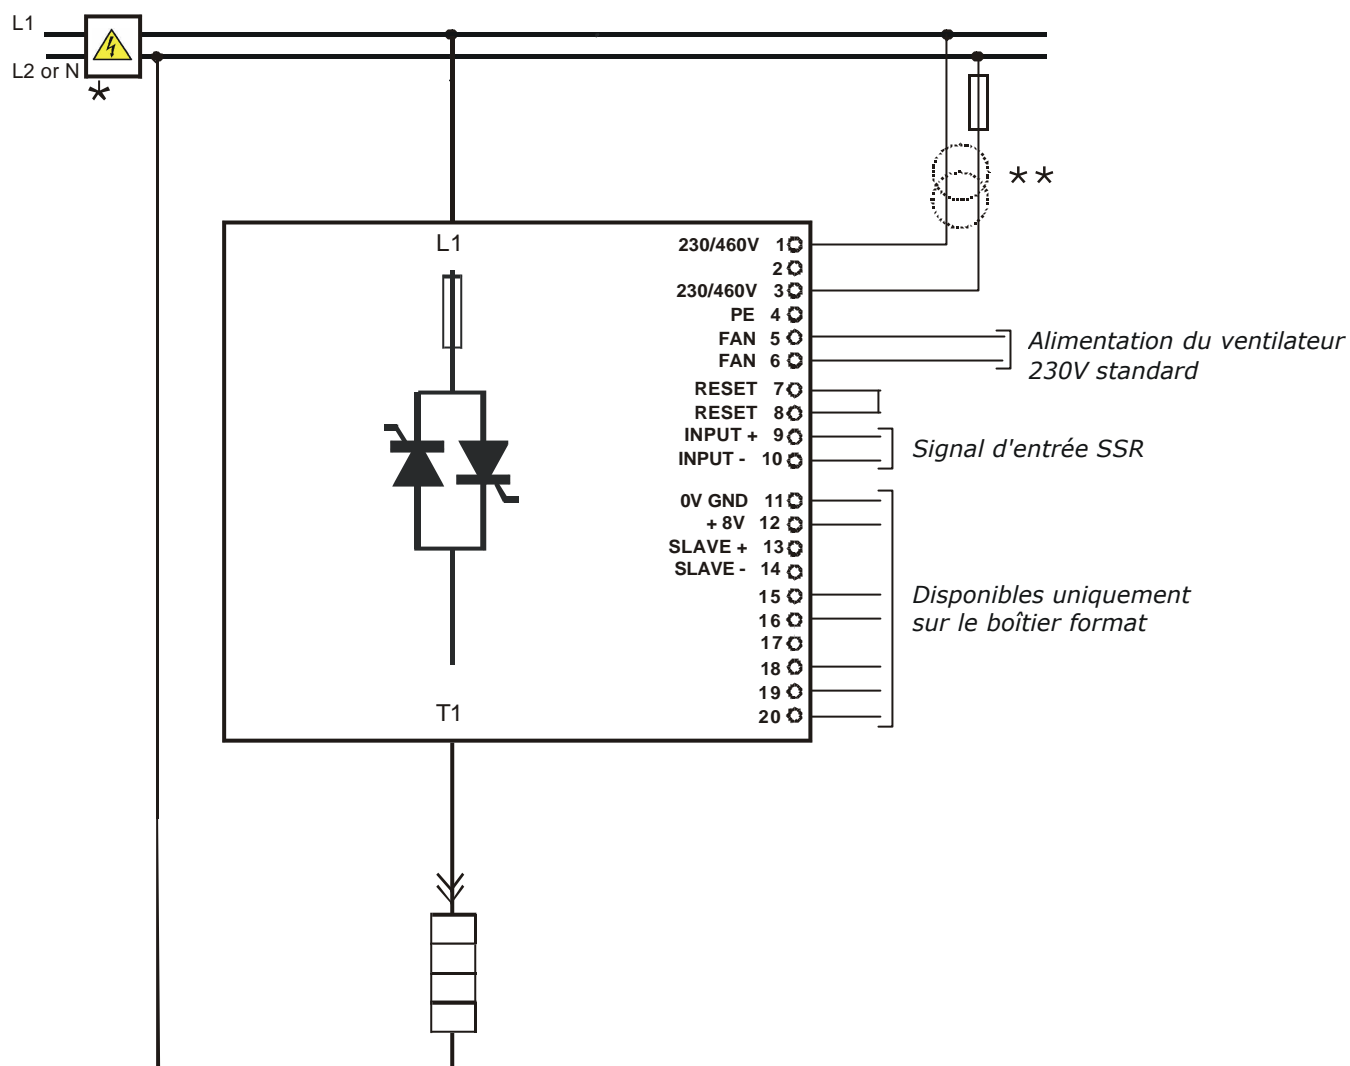 L1
L2 or N
*
**
L1
230/460V 1
2
230/460V 3
PE 4
FAN 5
FAN 6
Alimentation du ventilateur
230V standard
RESET 7
RESET 8
INPUT + 9
INPUT - 10
Signal d'entrée SSR
0V GND 11
+ 8V 12
SLAVE + 13
SLAVE - 14
15
16
17
18
19
20
Disponibles uniquement
sur le boîtier format
T1